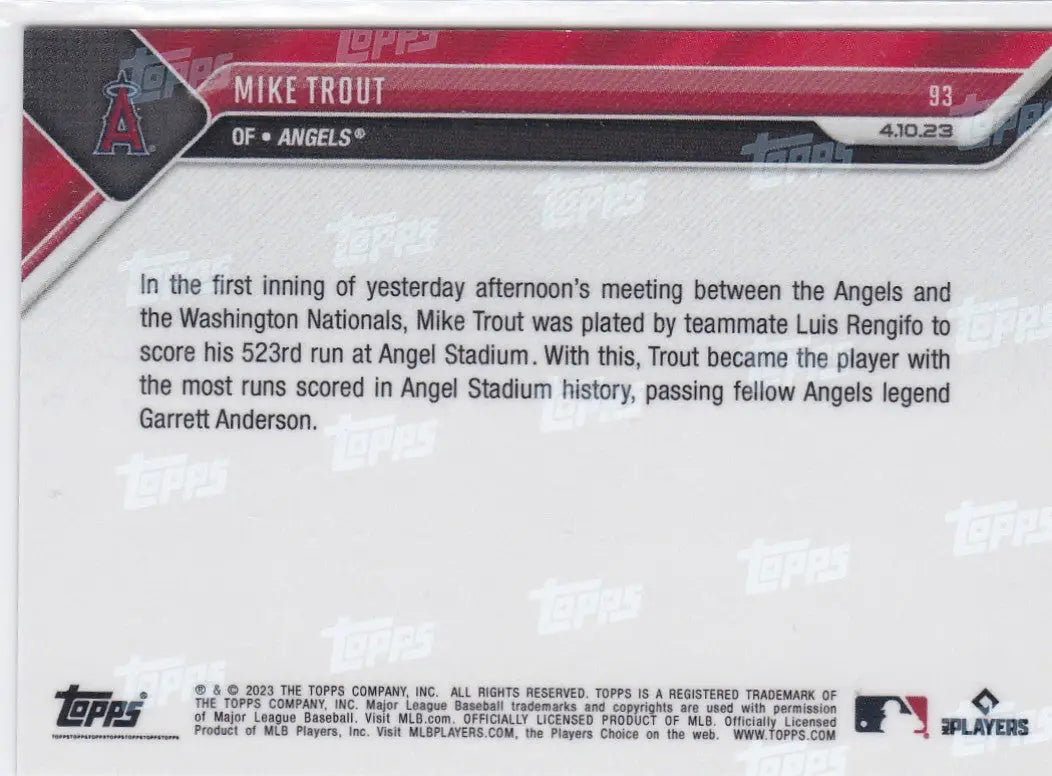 MIKE TROUT
93
OF • ANGELS®
4.10.23
In the first inning of yesterday afternoon's meeting between the Angels and
the Washington Nationals, Mike Trout was plated by teammate Luis Rengifo to
score his 523rd run at Angel Stadium. With this, Trout became the player with
the most runs scored in Angel Stadium history, passing fellow Angels legend
Garrett Anderson.
Topps®
® & © 2023 THE TOPPS COMPANY, INC. ALL RIGHTS RESERVED. TOPPS IS A REGISTERED TRADEMARK OF
THE TOPPS COMPANY, INC. Major League Baseball trademarks and copyrights are used with permission
of Major League Baseball. Visit MLB.com. OFFICIALLY LICENSED PRODUCT OF MLB. Officially Licensed
Product of MLB Players, Inc. Visit MLBPLAYERS.COM, the Players Choice on the web. WWW.TOPPS.COM
PLAYERS